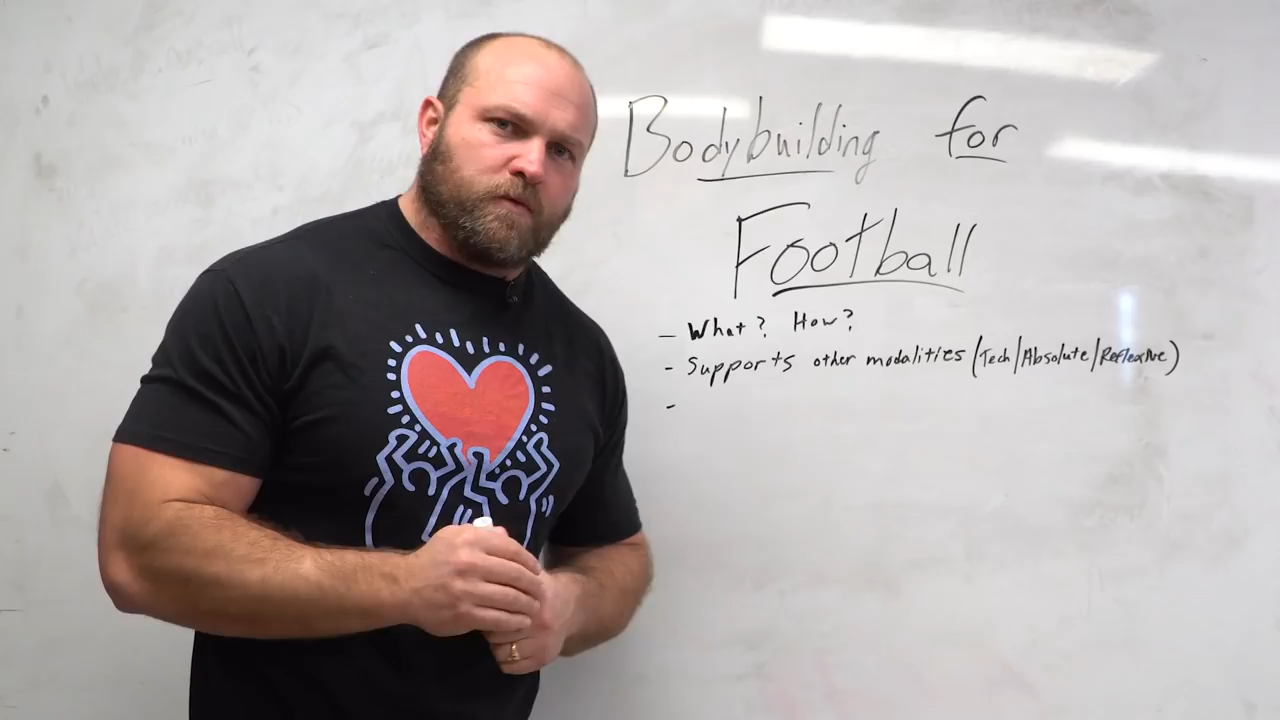 Bodybuilding for
Football
- What? How?
- Supports other modalities (Tech/Absolute/Reflexive)
-